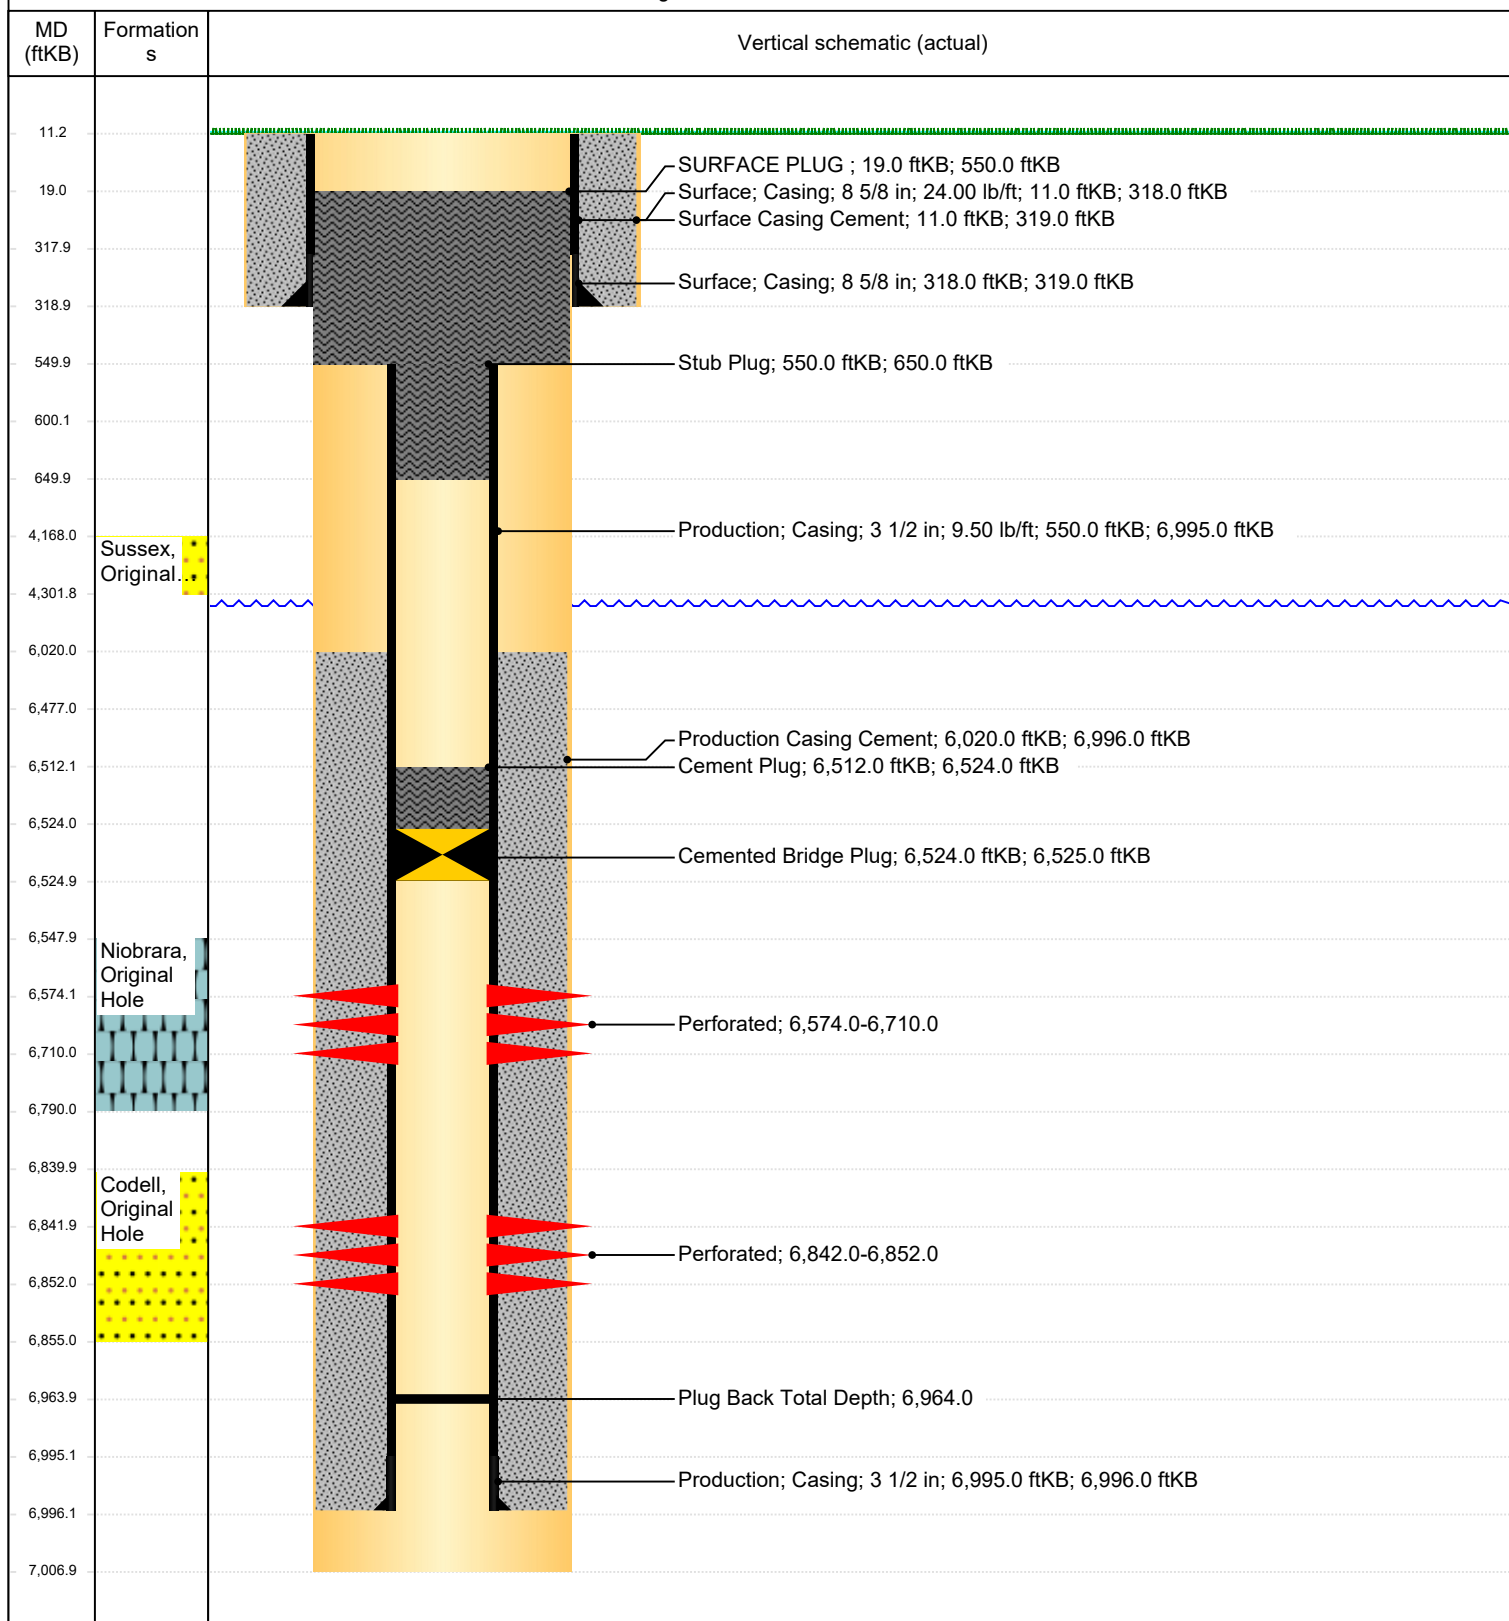 MD
(ftKB)
Formation
s
Vertical schematic (actual)
11.2
SURFACE PLUG ; 19.0 ftKB; 550.0 ftKB
19.0
Surface; Casing; 8 5/8 in; 24.00 lb/ft; 11.0 ftKB; 318.0 ftKB
Surface Casing Cement; 11.0 ftKB; 319.0 ftKB
317.9
Surface; Casing; 8 5/8 in; 318.0 ftKB; 319.0 ftKB
318.9
549.9
Stub Plug; 550.0 ftKB; 650.0 ftKB
600.1
649.9
Production; Casing; 3 1/2 in; 9.50 lb/ft; 550.0 ftKB; 6,995.0 ftKB
4,168.0
Sussex,
Original...
4,301.8
6,020.0
6,477.0
Production Casing Cement; 6,020.0 ftKB; 6,996.0 ftKB
6,512.1
Cement Plug; 6,512.0 ftKB; 6,524.0 ftKB
6,524.0
Cemented Bridge Plug; 6,524.0 ftKB; 6,525.0 ftKB
6,524.9
6,547.9
Niobrara,
Original
Hole
6,574.1
Perforated; 6,574.0-6,710.0
6,710.0
6,790.0
6,839.9
Codell,
Original
Hole
6,841.9
Perforated; 6,842.0-6,852.0
6,852.0
6,855.0
6,963.9
Plug Back Total Depth; 6,964.0
6,995.1
Production; Casing; 3 1/2 in; 6,995.0 ftKB; 6,996.0 ftKB
6,996.1
7,006.9